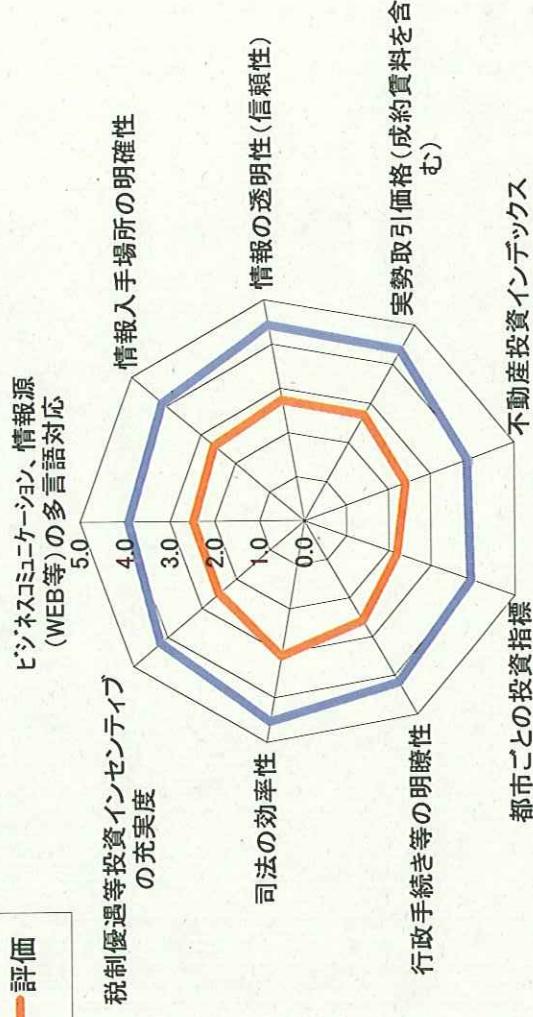 評価
ビジネスコミュニケーション、情報源
(WEB等)の多言語対応
5.0
4.0
3.0
2.0
1.0
0.0
情報入手場所の明確性
情報の透明性(信頼性)
実勢取引価格(成約賃料を含
む)
不動産投資インデックス
都市ごとの投資指標
行政手続き等の明瞭性
司法の効率性
税制優遇等投資インセンティブ
の充実度